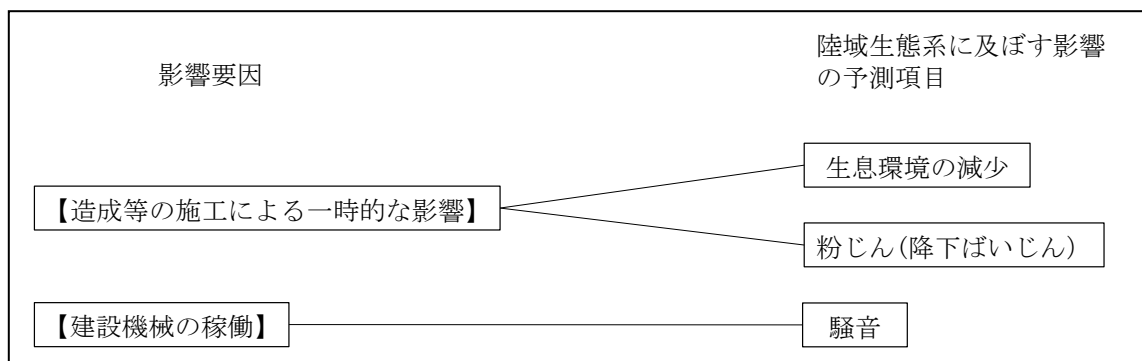 影響要因
陸域生態系に及ぼす影響
の予測項目
生息環境の減少
【造成等の施工による一時的な影響】
粉じん(降下ばいじん)
【建設機械の稼働】
騒音